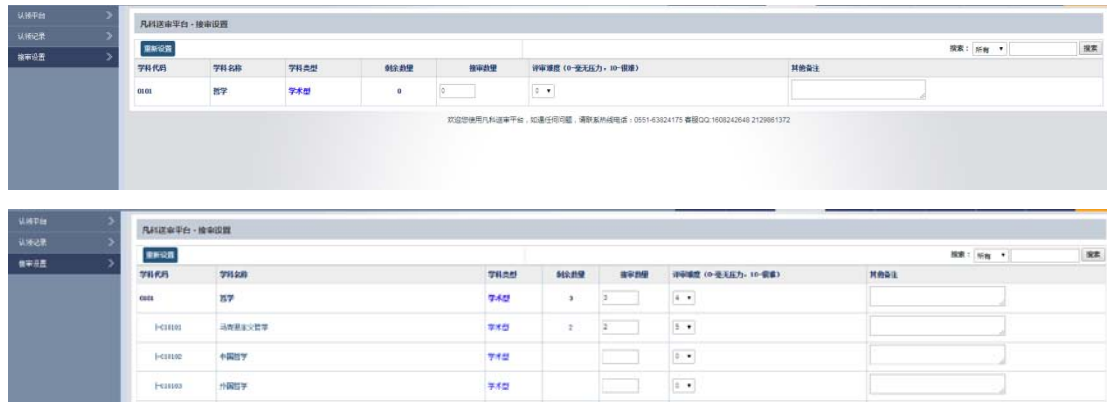 认领平台
认领记录
接审设置
凡科送审平台 - 接审设置
重新设置 搜索： 所有 搜索
学科代码 学科名称 学科类型 剩余数量 接审数量 评审难度（0-毫无压力，10-很难） 其他备注
0101 哲学 学术型 0 0 0
欢迎您使用凡科送审平台，如遇任何问题，请联系热线电话：0551-63824175 客服QQ:1608242646 2129861372
认领平台
认领记录
接审设置
凡科送审平台 - 接审设置
重新设置 搜索： 所有 搜索
学科代码 学科名称 学科类型 剩余数量 接审数量 评审难度（0-毫无压力，10-很难） 其他备注
0101 哲学 学术型 3 3 4
|-010101 马克思主义哲学 学术型 2 2 5
|-010102 中国哲学 学术型 0
|-010103 外国哲学 学术型 0